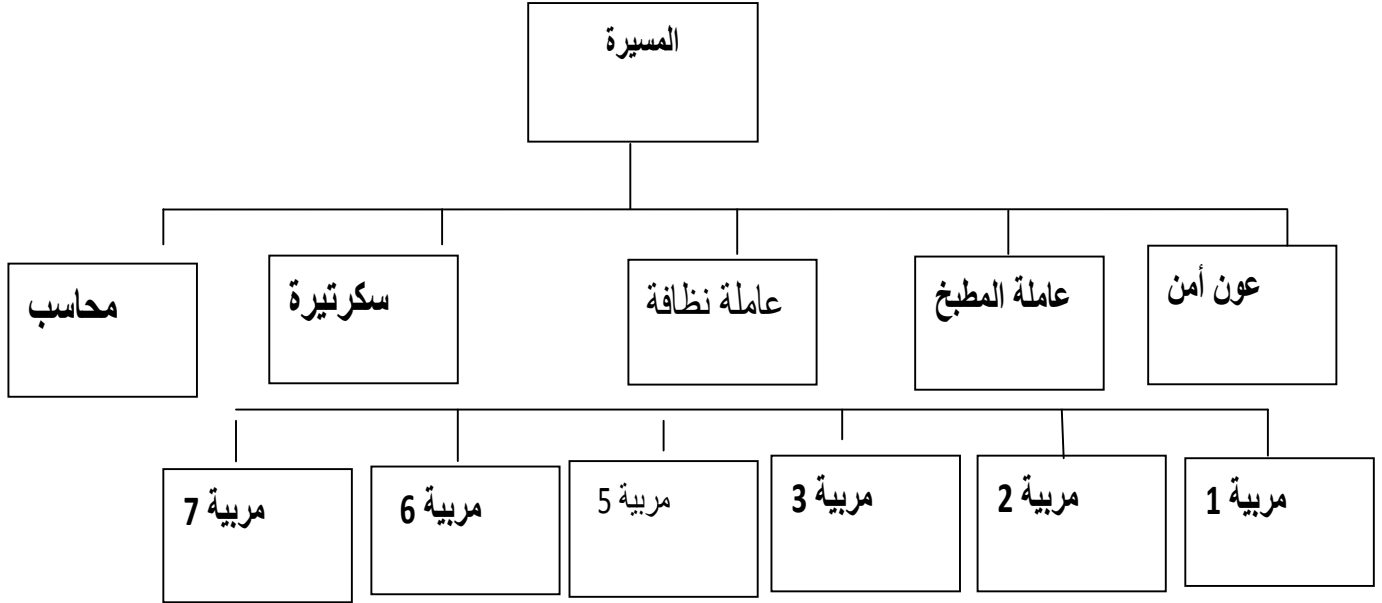 المسيرة
عون أمن
عاملة المطبخ
عاملة نظافة
سكرتيرة
محاسب
مربية 1
مربية 2
مربية 3
مربية 5
مربية 6
مربية 7